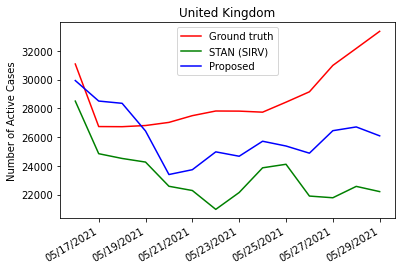 United Kingdom
Ground truth
STAN (SIRV)
Proposed
Number of Active Cases
32000
30000
28000
26000
24000
22000
05/17/2021
05/19/2021
05/21/2021
05/23/2021
05/25/2021
05/27/2021
05/29/2021